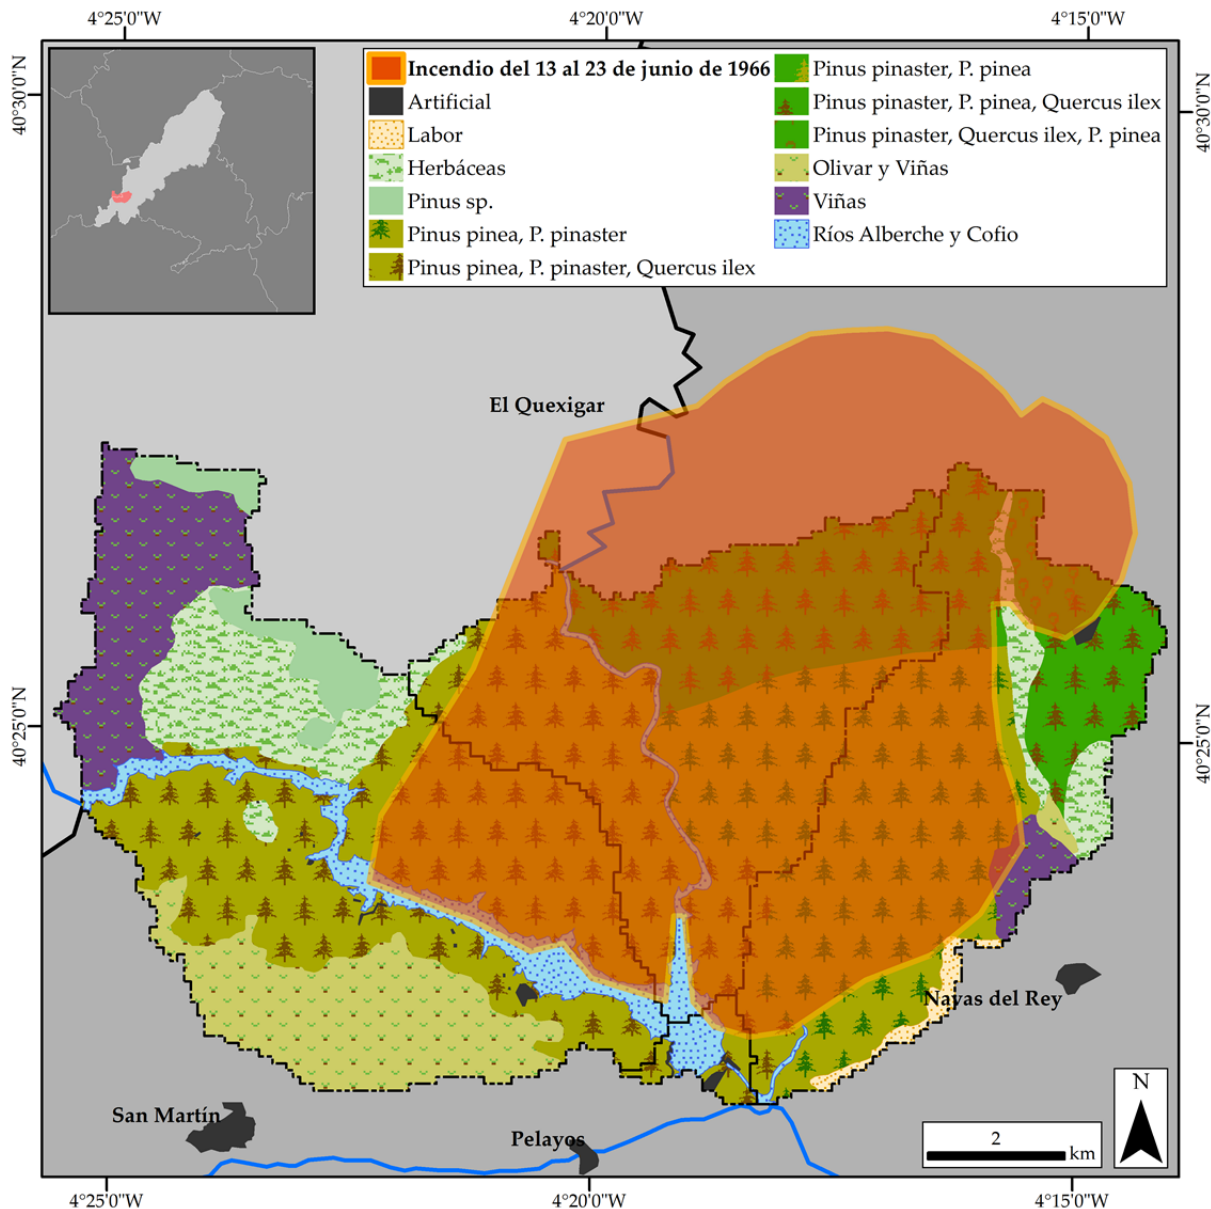 4°25'0"W
4°20'0"W
4°15'0"W
40°30'0"N
40°30'0"N
Incendio del 13 al 23 de junio de 1966
Artificial
Labor
Herbáceas
Pinus sp.
Pinus pinea, P. pinaster
Pinus pinea, P. pinaster, Quercus ilex
Pinus pinaster, P. pinea
Pinus pinaster, P. pinea, Quercus ilex
Pinus pinaster, Quercus ilex, P. pinea
Olivar y Viñas
Viñas
Ríos Alberche y Cofio
El Quexigar
40°25'0"N
40°25'0"N
Navas del Rey
San Martín
Pelayos
2
km
N
4°25'0"W
4°20'0"W
4°15'0"W